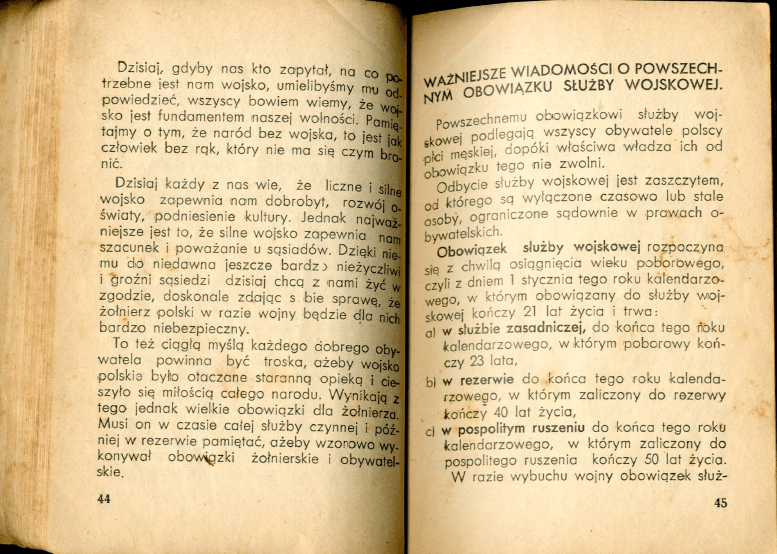 Dzisiaj, gdyby nas kto zapytał, na co po-
trzebne jest nam wojsko, umielibyśmy mu od-
powiedzieć, wszyscy bowiem wiemy, że woj-
sko jest fundamentem naszej wolności. Pamię-
tajmy o tym, że naród bez wojska, to jest jak
człowiek bez rąk, który nie ma się czym bro-
nić.
Dzisiaj każdy z nas wie, że liczne i silne
wojsko zapewnia nam dobrobyt, rozwój o-
światy, podniesienie kultury. Jednak najważ-
niejsze jest to, że silne wojsko zapewnia nam
szacunek i poważanie u sąsiadów. Dzięki nie-
mu do niedawna jeszcze bardzo nieżyczliwi
i groźni sąsiedzi dzisiaj chcą z nami żyć w
zgodzie, doskonale zdając s bie sprawę, że
żołnierz polski w razie wojny będzie dla nich
bardzo niebezpieczny.
To też ciągłą myślą każdego dobrego oby-
watela powinna być troska, ażeby wojsko
polskie było otaczane staranną opieką i cie-
szyło się miłością całego narodu. Wynikają z
tego jednak wielkie obowiązki dla żołnierza.
Musi on w czasie całej służby czynnej i póź-
niej w rezerwie pamiętać, ażeby wzorowo wy-
konywał obowiązki żołnierskie i obywatel-
skie.
44
WAŻNIEJSZE WIADOMOŚCI O POWSZECH-
NYM OBOWIĄZKU SŁUŻBY WOJSKOWEJ.
Powszechnemu obowiązkowi służby woj-
skowej podlegają wszyscy obywatele polscy
płci męskiej, dopóki właściwa władza ich od
obowiązku tego nie zwolni.
Odbycie służby wojskowej jest zaszczytem,
od którego są wyłączone czasowo lub stale
osoby, ograniczone sądownie w prawach o-
bywatelskich.
Obowiązek służby wojskowej rozpoczyna
się z chwilą osiągnięcia wieku poborowego,
czyli z dniem 1 stycznia tego roku kalendarzo-
wego, w którym obowiązany do służby woj-
skowej kończy 21 lat życia i trwa:
a) w służbie zasadniczej, do końca tego roku
kalendarzowego, w którym poborowy koń-
czy 23 lata,
b) w rezerwie do końca tego roku kalenda-
rzowego, w którym zaliczony do rezerwy
kończy 40 lat życia,
c) w pospolitym ruszeniu do końca tego roku
kalendarzowego, w którym zaliczony do
pospolitego ruszenia kończy 50 lat życia.
W razie wybuchu wojny obowiązek służ-
45